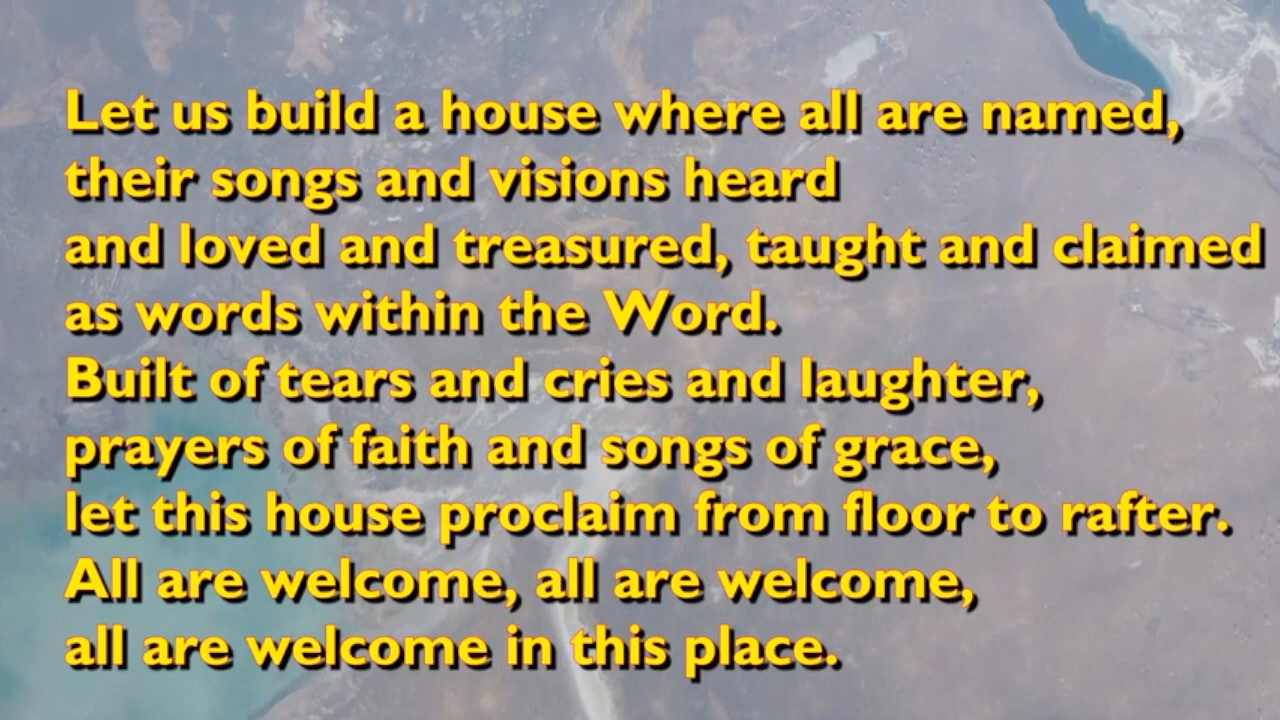 Let us build a house where all are named,
their songs and visions heard
and loved and treasured, taught and claimed
as words within the Word.
Built of tears and cries and laughter,
prayers of faith and songs of grace,
let this house proclaim from floor to rafter.
All are welcome, all are welcome,
all are welcome in this place.